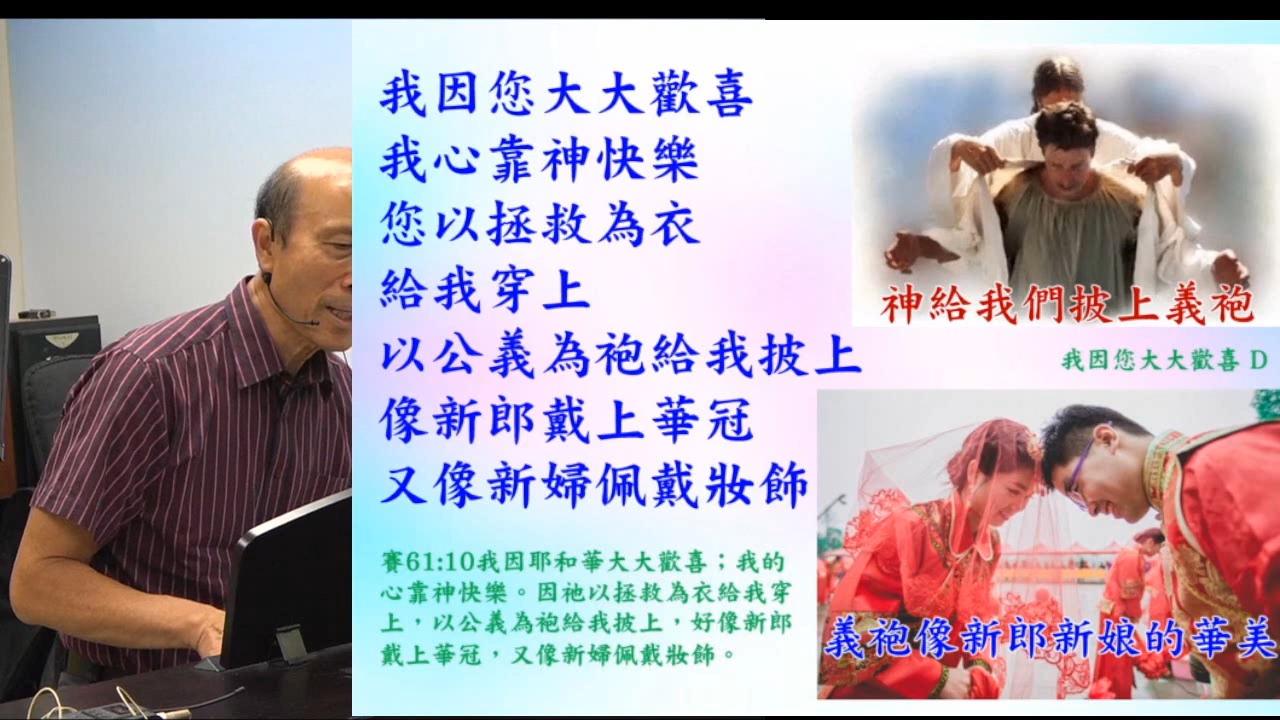 我因您大大歡喜
我心靠神快樂
您以拯救為衣
給我穿上
以公義為袍給我披上
像新郎戴上華冠
又像新婦佩戴妝飾
賽61:10我因耶和華大大歡喜；我的
心靠神快樂。因祂以拯救為衣給我穿
上，以公義為袍給我披上，好像新郎
戴上華冠，又像新婦佩戴妝飾。
神給我們披上義袍
我因您大大歡喜 D
義袍像新郎新娘的華美